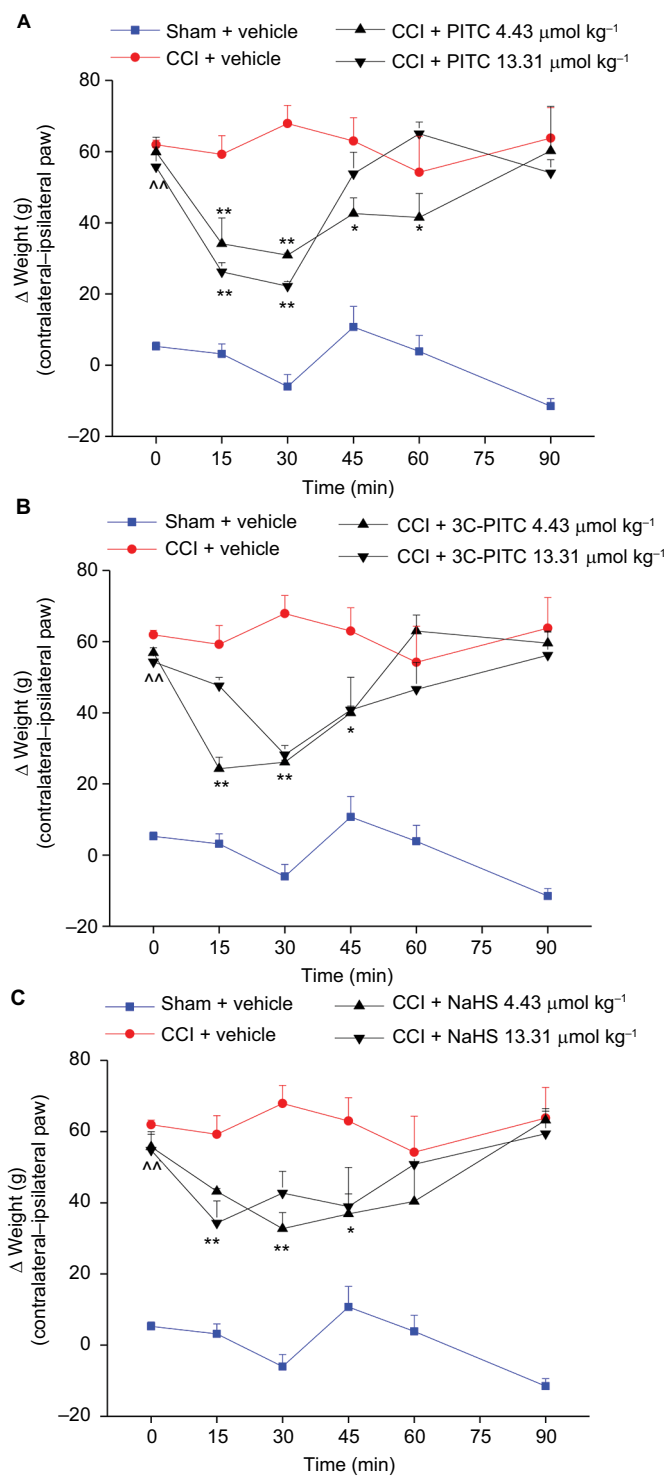 A
Sham + vehicle
CCI + vehicle
CCI + PITC 4.43 μmol kg⁻¹
CCI + PITC 13.31 μmol kg⁻¹
Δ Weight (g)
(contralateral–ipsilateral paw)
80
60
40
20
0
–20
^^
**
**
**
**
*
*
0 15 30 45 60 75 90
Time (min)
B
Sham + vehicle
CCI + vehicle
CCI + 3C-PITC 4.43 μmol kg⁻¹
CCI + 3C-PITC 13.31 μmol kg⁻¹
Δ Weight (g)
(contralateral–ipsilateral paw)
80
60
40
20
0
–20
^^
**
**
*
0 15 30 45 60 75 90
Time (min)
C
Sham + vehicle
CCI + vehicle
CCI + NaHS 4.43 μmol kg⁻¹
CCI + NaHS 13.31 μmol kg⁻¹
Δ Weight (g)
(contralateral–ipsilateral paw)
80
60
40
20
0
–20
^^
**
**
*
0 15 30 45 60 75 90
Time (min)